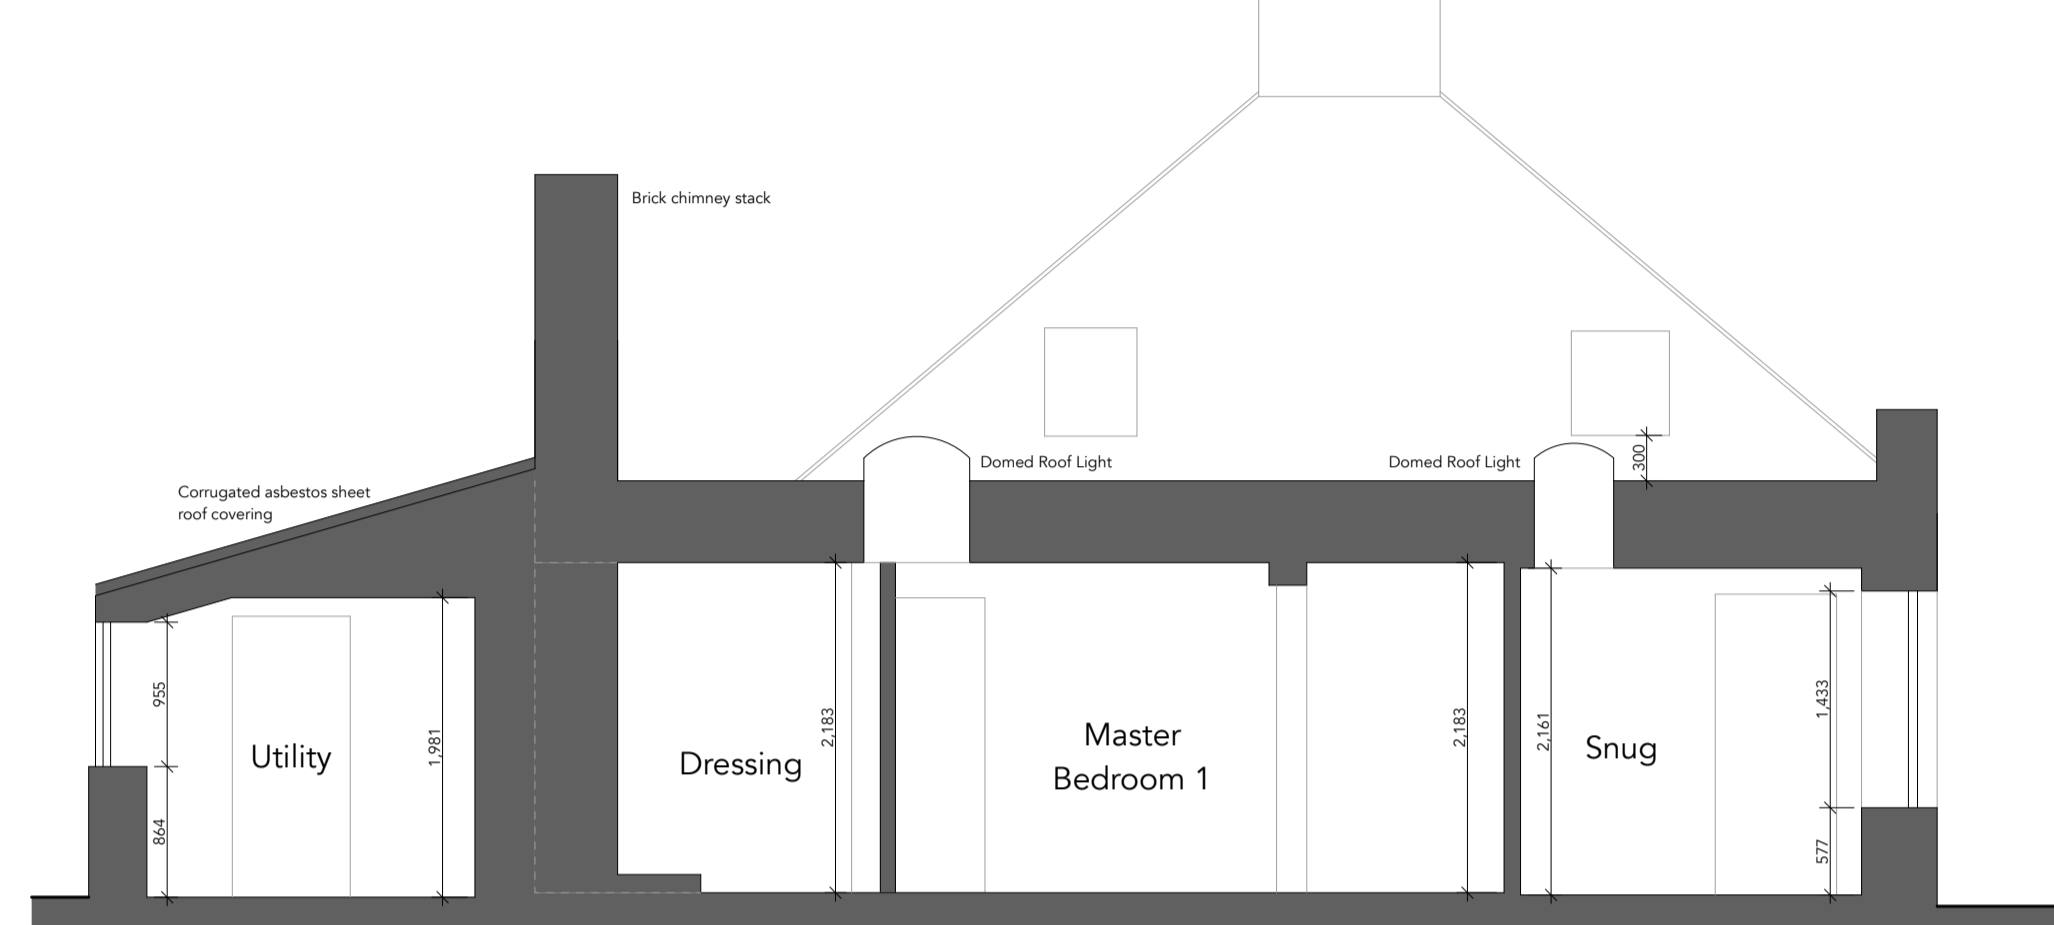 Brick chimney stack
Domed Roof Light
Domed Roof Light
300
Corrugated asbestos sheet
roof covering
955
864
Utility
1,981
Dressing
2,183
Master
Bedroom 1
2,183
2,161
Snug
1,433
577